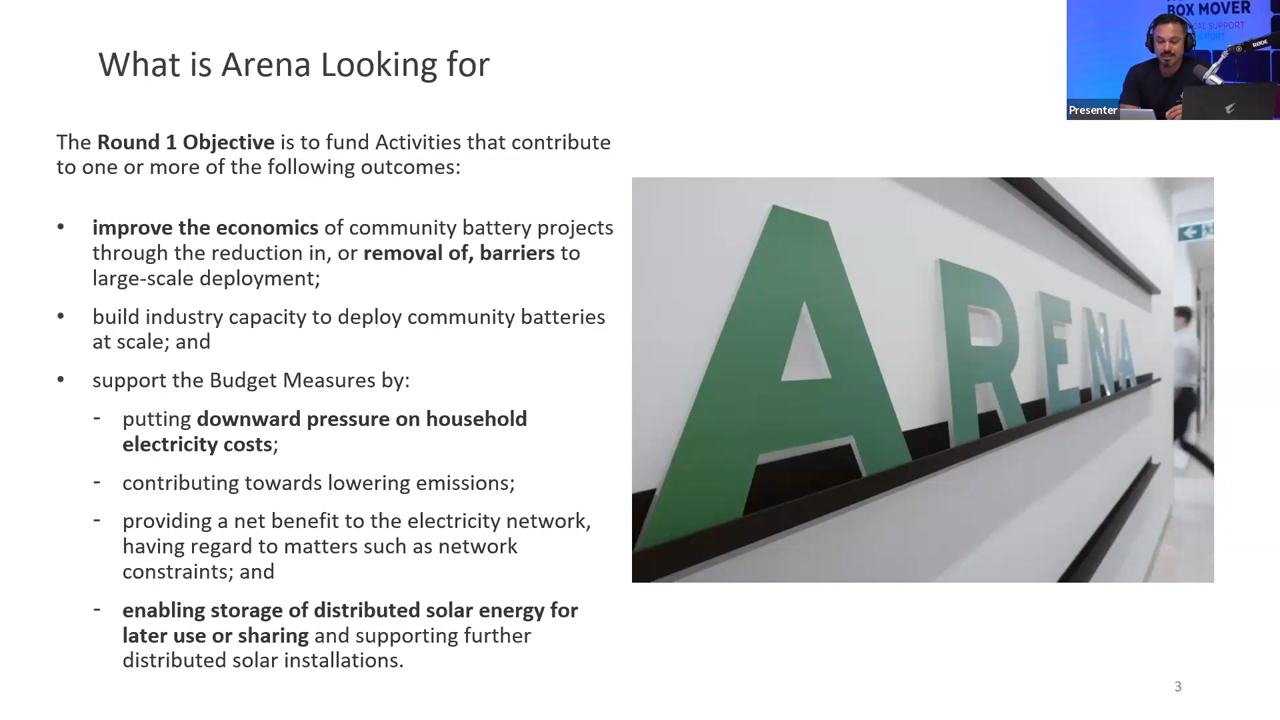 What is Arena Looking for
BOX MOVER
SUPPORT
RODE
Presenter
The Round 1 Objective is to fund Activities that contribute
to one or more of the following outcomes:
• improve the economics of community battery projects
through the reduction in, or removal of, barriers to
large-scale deployment;
• build industry capacity to deploy community batteries
at scale; and
• support the Budget Measures by:
- putting downward pressure on household
electricity costs;
- contributing towards lowering emissions;
- providing a net benefit to the electricity network,
having regard to matters such as network
constraints; and
- enabling storage of distributed solar energy for
later use or sharing and supporting further
distributed solar installations.
ARENA
3